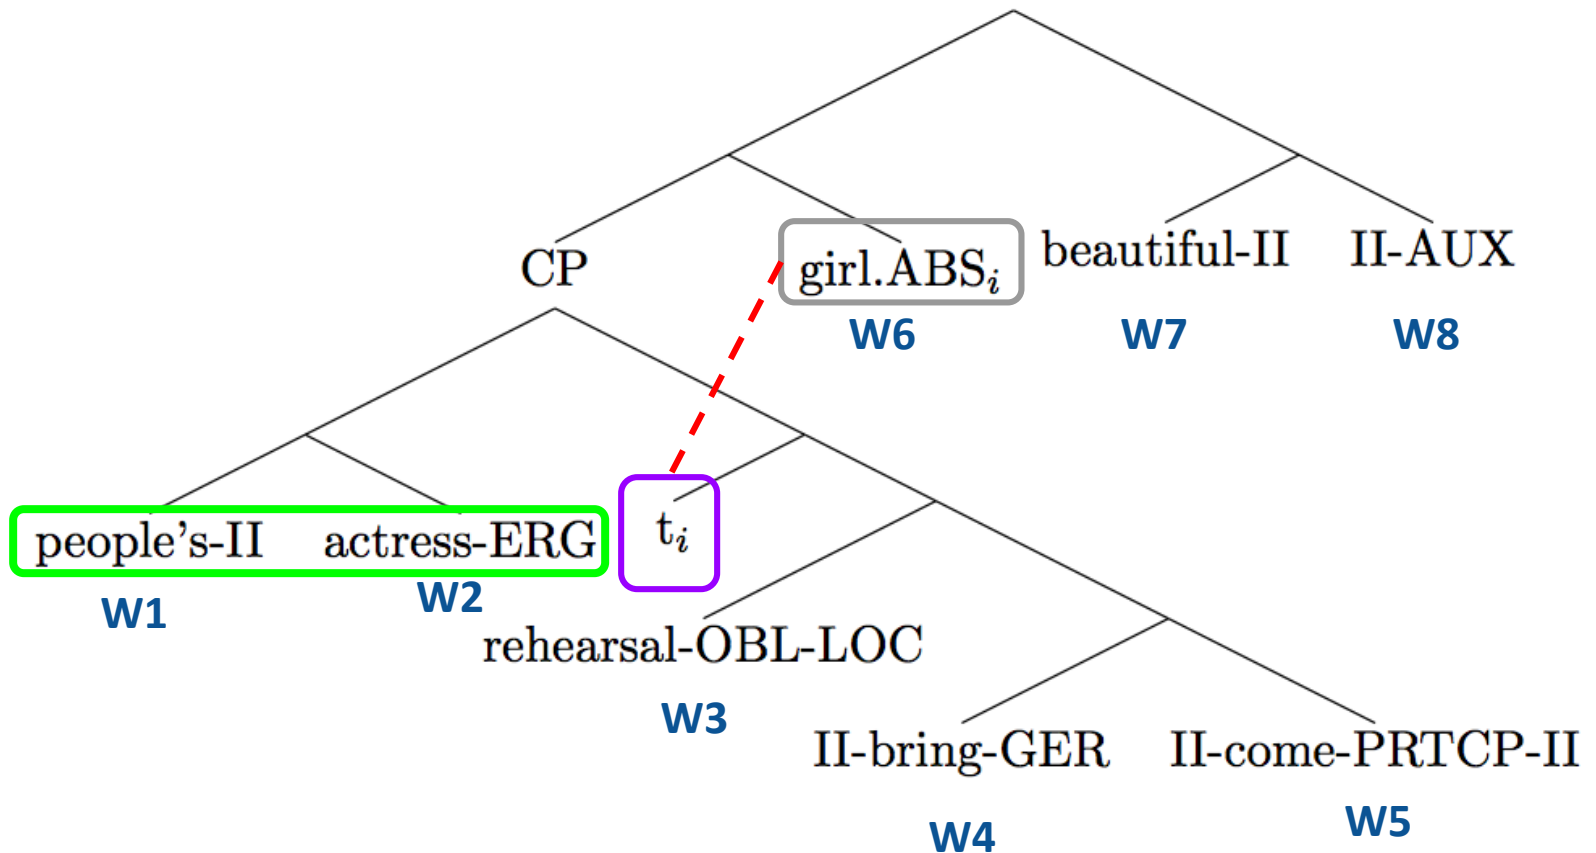 CP
girl.ABSi
beautiful-II
II-AUX
W6
W7
W8
people's-II
actress-ERG
ti
W1
W2
rehearsal-OBL-LOC
W3
II-bring-GER
II-come-PRTCP-II
W4
W5